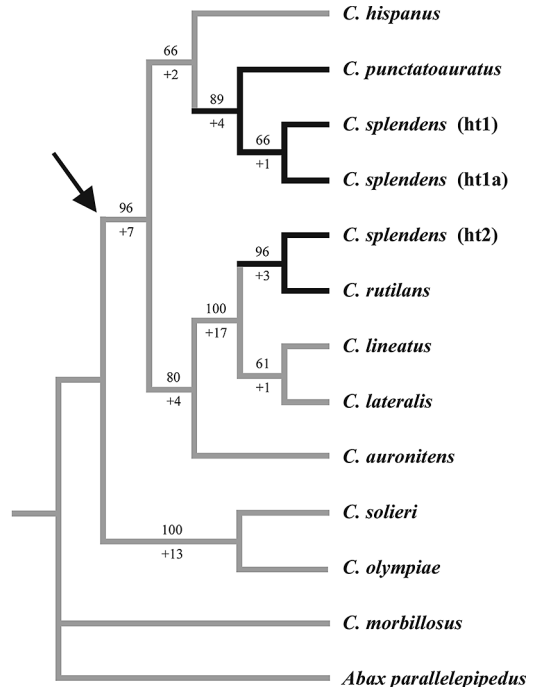 C. hispanus
66
+2
C. punctatoauratus
89
+4
C. splendens (ht1)
66
+1
C. splendens (ht1a)
96
+7
C. splendens (ht2)
96
+3
C. rutilans
100
+17
C. lineatus
61
+1
C. lateralis
80
+4
C. auronitens
C. solieri
100
+13
C. olympiae
C. morbillosus
Abax parallelepipedus